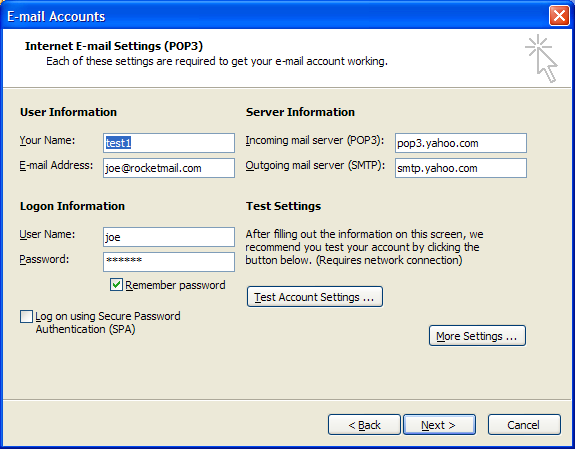 E-mail Accounts
Internet E-mail Settings (POP3)
Each of these settings are required to get your e-mail account working.
User Information
Your Name: test1
E-mail Address: joe@rocketmail.com
Server Information
Incoming mail server (POP3): pop3.yahoo.com
Outgoing mail server (SMTP): smtp.yahoo.com
Logon Information
User Name: joe
Password: ******
Remember password
Log on using Secure Password
Authentication (SPA)
Test Settings
After filling out the information on this screen, we
recommend you test your account by clicking the
button below. (Requires network connection)
Test Account Settings ...
More Settings ...
< Back
Next >
Cancel